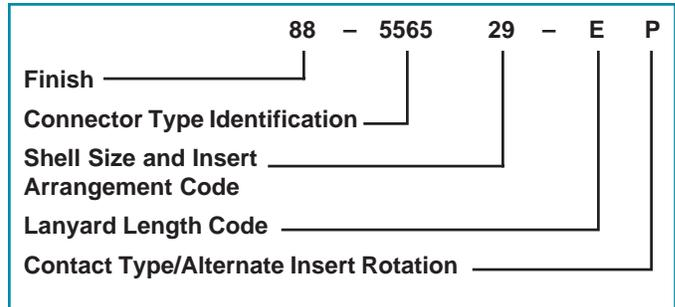 88 – 5565 29 – E P
Finish
Connector Type Identification
Shell Size and Insert
Arrangement Code
Lanyard Length Code
Contact Type/Alternate Insert Rotation